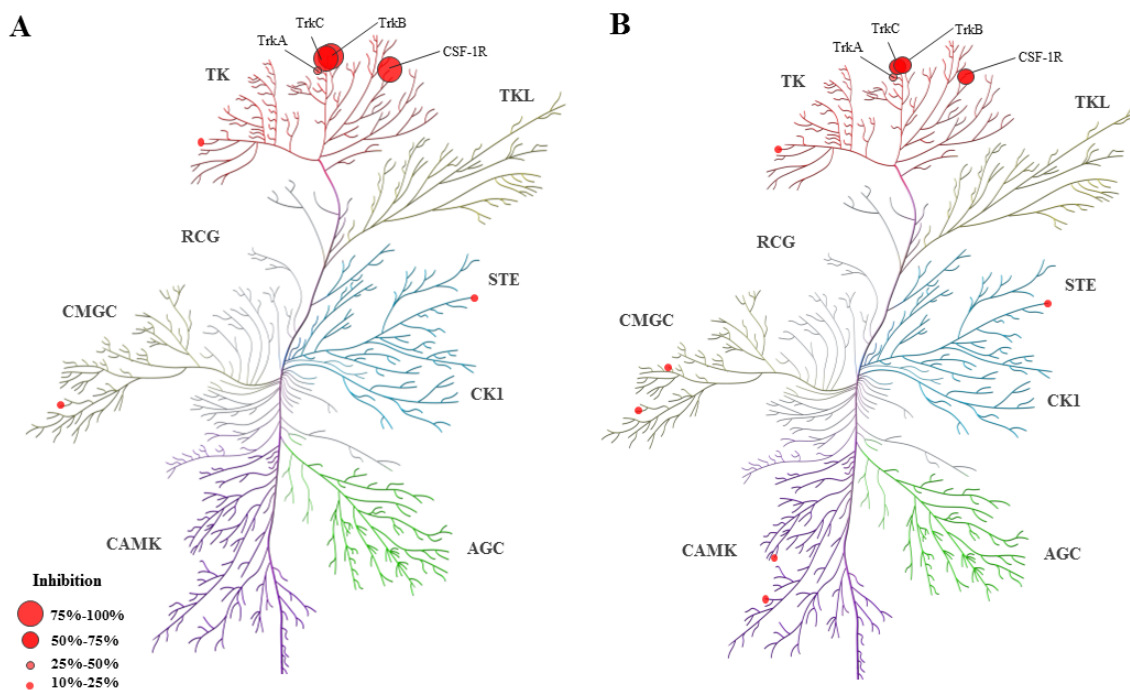 A
TrkC
TrkB
TrkA
CSF-1R
TK
TKL
RCG
STE
CMGC
CK1
CAMK
AGC
Inhibition
75%-100%
50%-75%
25%-50%
10%-25%
B
TrkC
TrkB
TrkA
CSF-1R
TK
TKL
RCG
STE
CMGC
CK1
CAMK
AGC